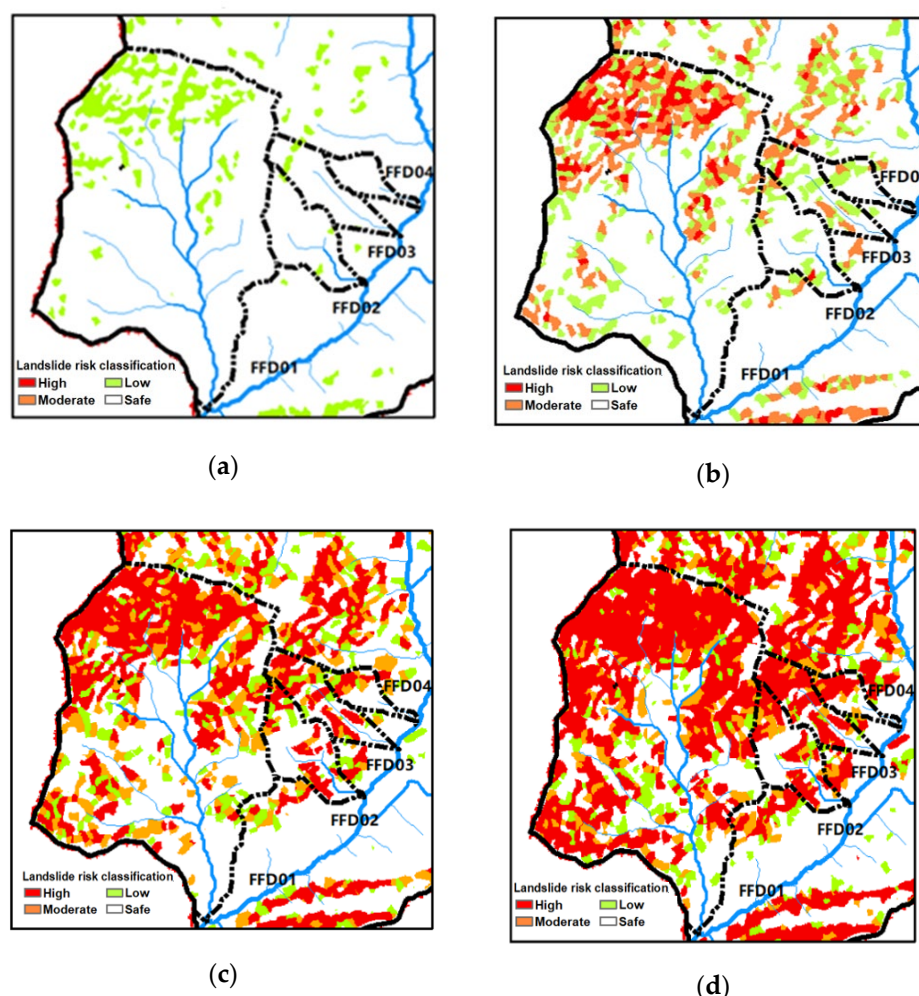 FFD04
FFD03
FFD02
FFD01
Landslide risk classification
High Low
Moderate Safe
(a)
FFD0
FFD03
FFD02
FFD01
Landslide risk classification
High Low
Moderate Safe
(b)
FFD04
FFD03
FFD02
FFD01
Landslide risk classification
High Low
Moderate Safe
(c)
FFD04
FFD03
FFD02
FFD01
Landslide risk classification
High Low
Moderate Safe
(d)